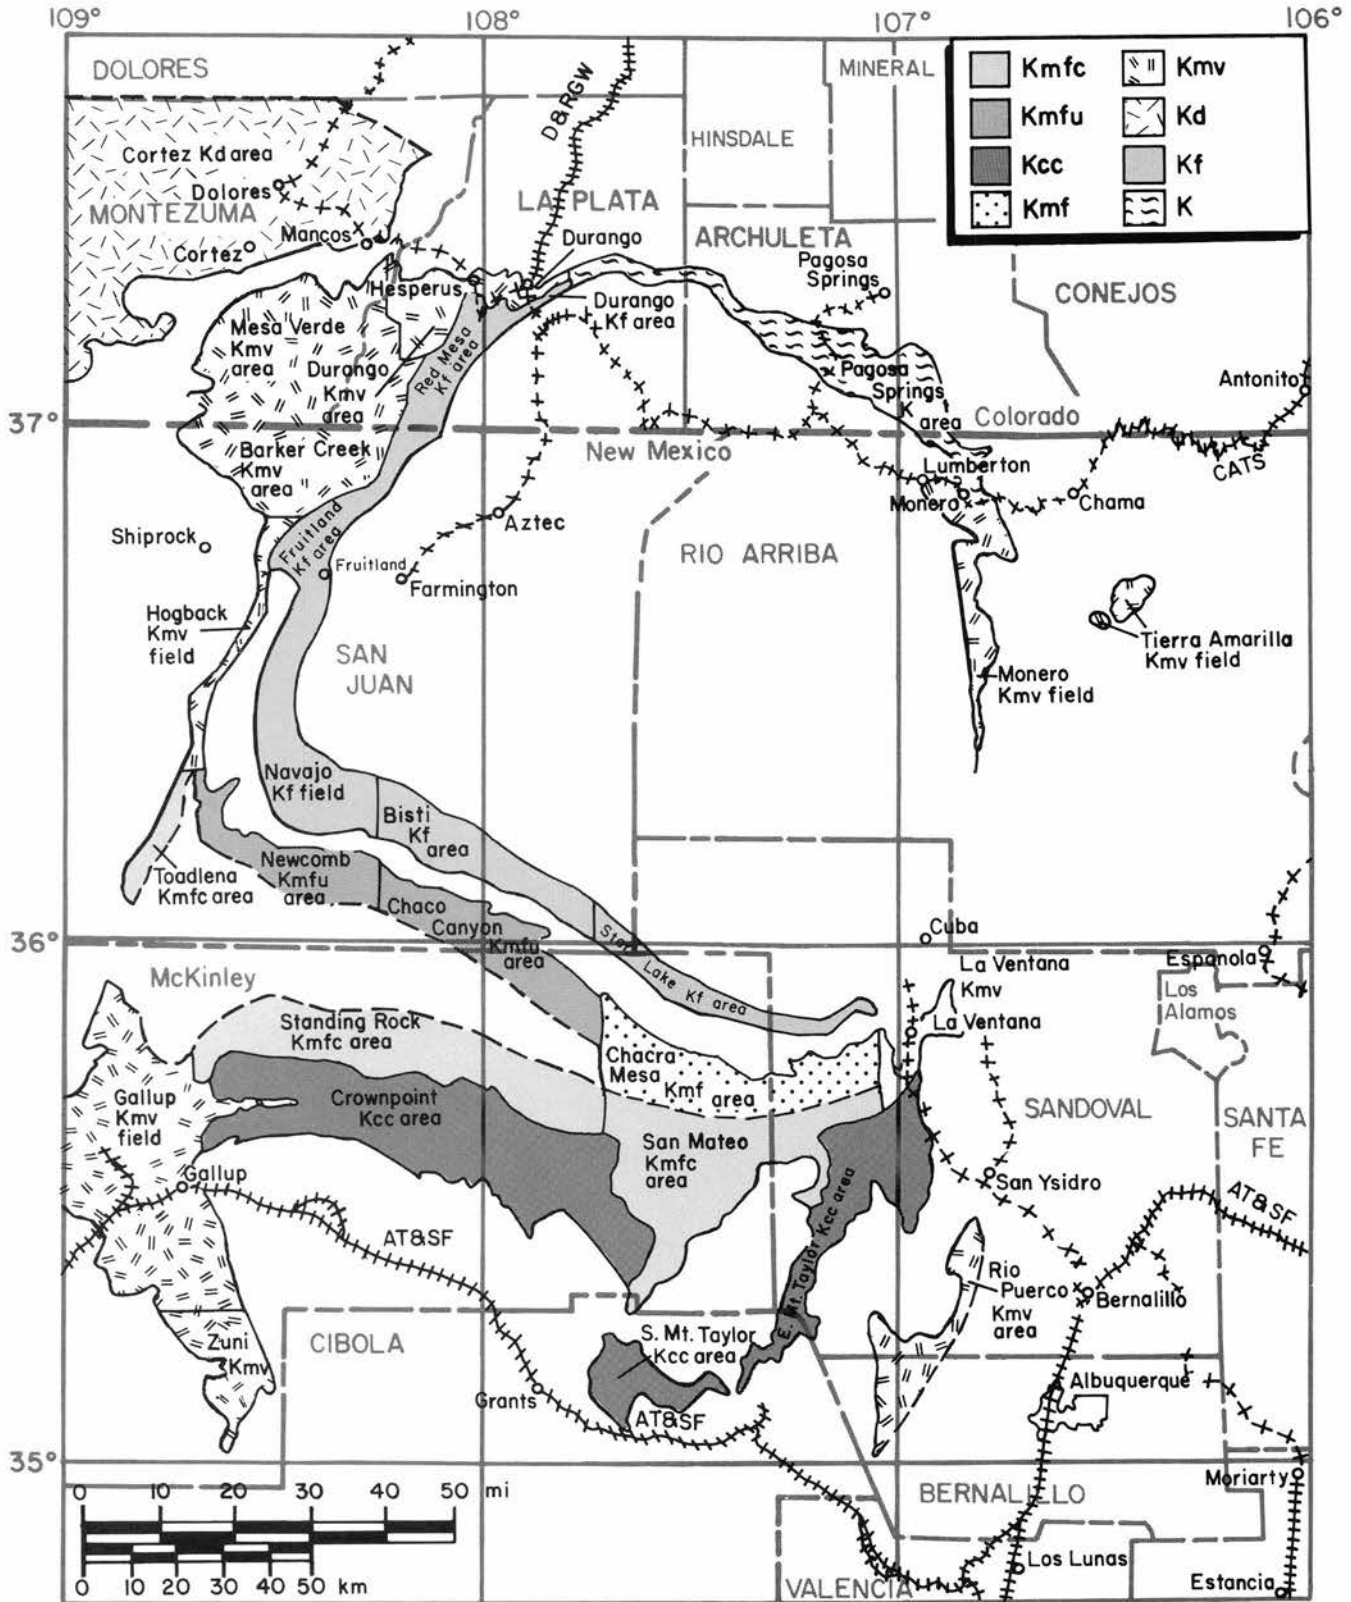 109°
108°
107°
106°
DOLORES
D&RGW
MINERAL
Kmfc
Kmv
Kmfu
Kd
Kcc
Kf
Kmf
K
HINSDALE
Cortez Kd area
Dolores
MONTEZUMA
Mancos
Cortez
LA PLATA
Durango
ARCHULETA
Pagosa
Springs
CONEJOS
Hesperus
Durango
Kf area
Mesa Verde
Kmv
area
Durango
Kmv
area
Red Mesa
Kf area
Pagosa
Springs
K
area
Antonito
37°
Colorado
New Mexico
CATS
Barker Creek
Kmv
area
Lumberton
Monero
Chama
Shiprock
Fruitland
Kf area
Fruitland
Aztec
Farmington
RIO ARRIBA
Hogback
Kmv
field
SAN
JUAN
Tierra Amarilla
Kmv field
Monero
Kmv field
Navajo
Kf field
Bisti
Kf
area
Toadlena
Kmfc area
Newcomb
Kmfu
area
Chaco
Canyon
Kmfu
area
Star
Lake Kf area
36°
Cuba
Espanola
McKinley
La Ventana
Kmv
La Ventana
Los
Alamos
Standing Rock
Kmfc area
Chacra
Mesa
Kmf
area
Gallup
Kmv
field
Crownpoint
Kcc area
SANDOVAL
SANTA
FE
San Mateo
Kmfc
area
Gallup
San Ysidro
AT&SF
AT&SF
E. Mt. Taylor Kcc area
Rio
Puerco
Kmv
area
Bernalillo
Zuni
Kmv
CIBOLA
S. Mt. Taylor
Kcc area
Grants
AT&SF
Albuquerque
35°
Moriarty
BERNALILLO
0 10 20 30 40 50 mi
0 10 20 30 40 50 km
VALENCIA
Los Lunas
Estancia